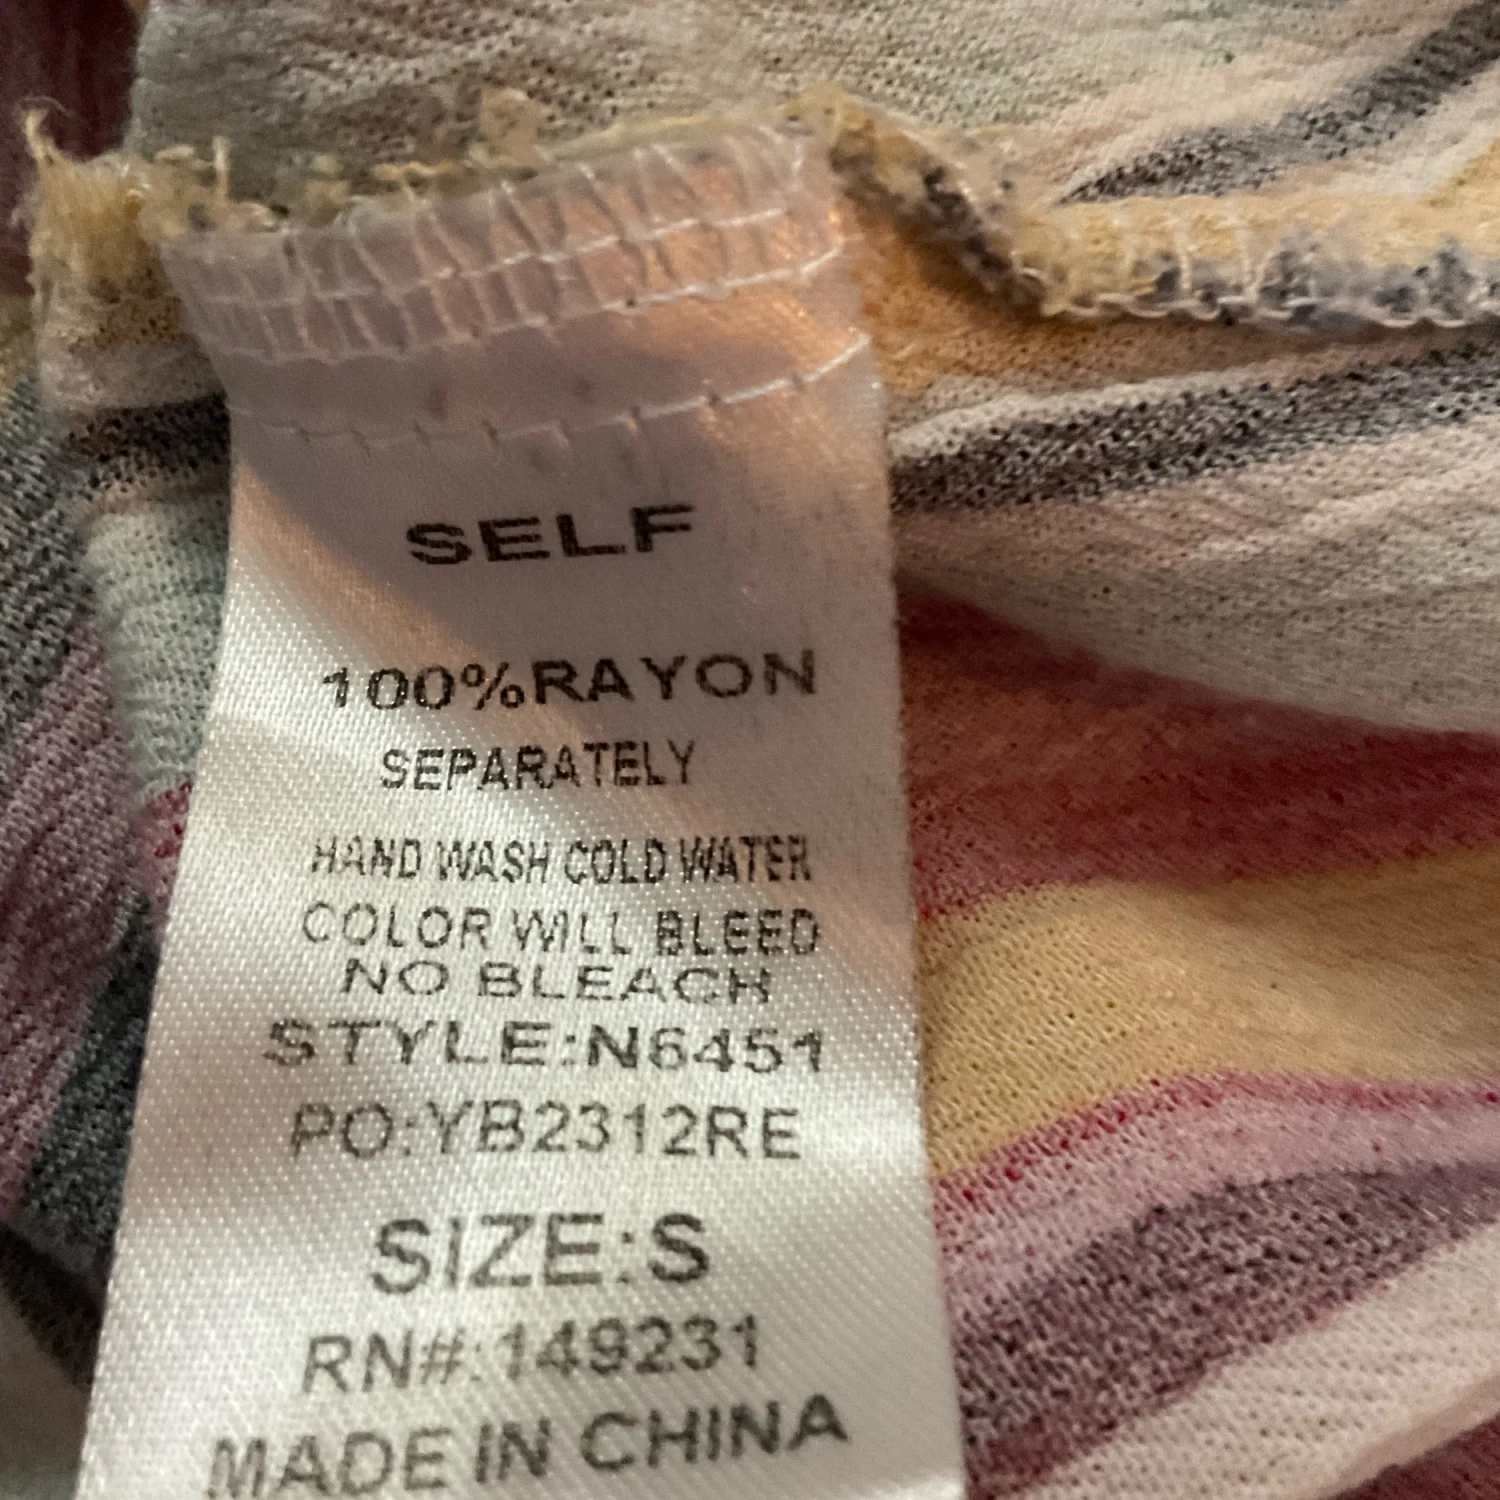 SELF
100%RAYON
SEPARATELY
HAND WASH COLD WATER
COLOR WILL BLEED
NO BLEACH
STYLE:N6451
PO:YB2312RE
SIZE:S
RN#:149231
MADE IN CHINA